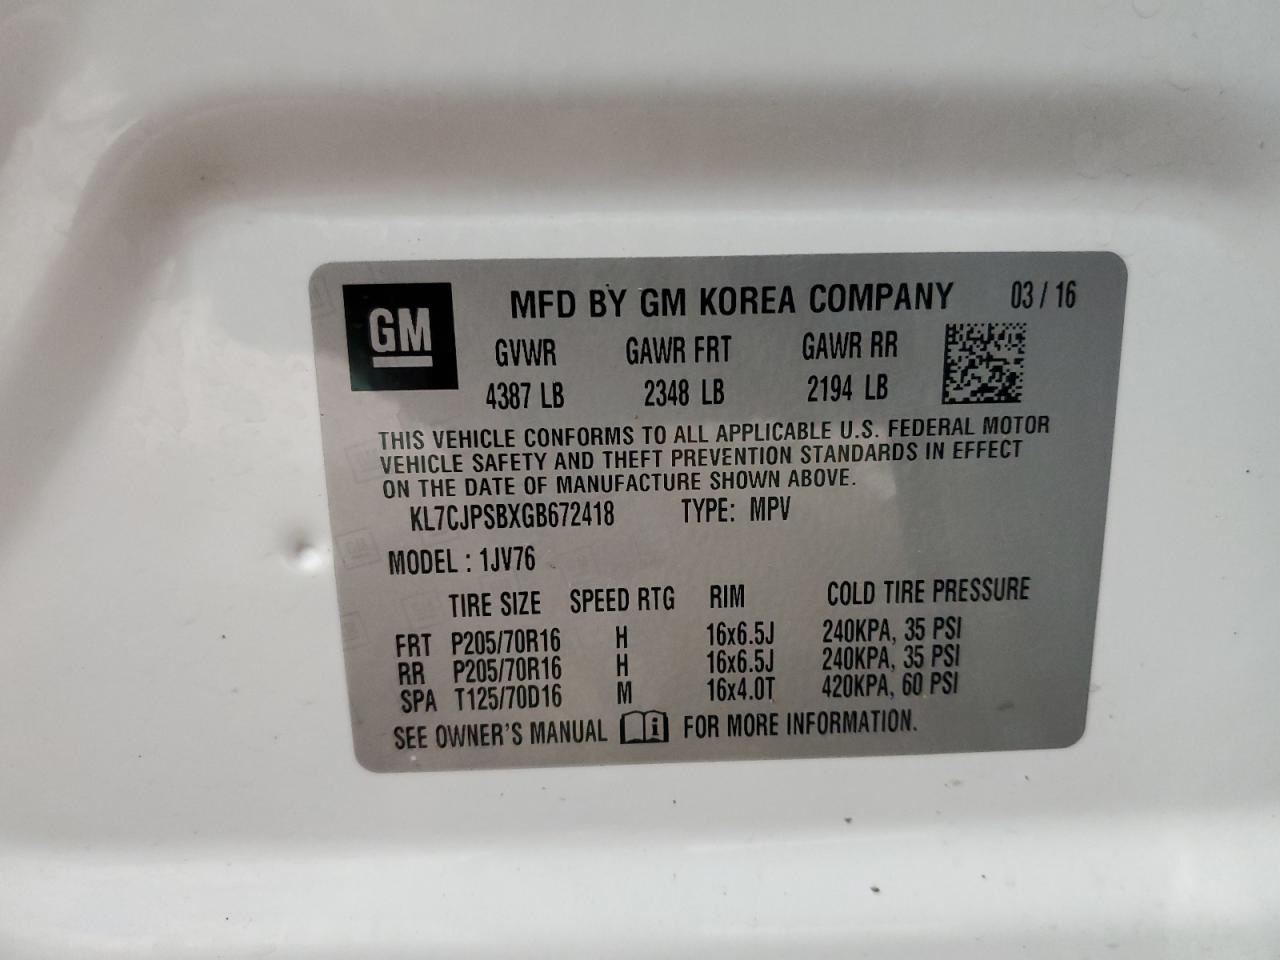 GM MFD BY GM KOREA COMPANY 03 / 16
GVWR GAWR FRT GAWR RR
4387 LB 2348 LB 2194 LB
THIS VEHICLE CONFORMS TO ALL APPLICABLE U.S. FEDERAL MOTOR
VEHICLE SAFETY AND THEFT PREVENTION STANDARDS IN EFFECT
ON THE DATE OF MANUFACTURE SHOWN ABOVE.
KL7CJPSBXGB672418 TYPE: MPV
MODEL : 1JV76
TIRE SIZE SPEED RTG RIM COLD TIRE PRESSURE
FRT P205/70R16 H 16x6.5J 240KPA, 35 PSI
RR P205/70R16 H 16x6.5J 240KPA, 35 PSI
SPA T125/70D16 M 16x4.0T 420KPA, 60 PSI
SEE OWNER'S MANUAL i FOR MORE INFORMATION.